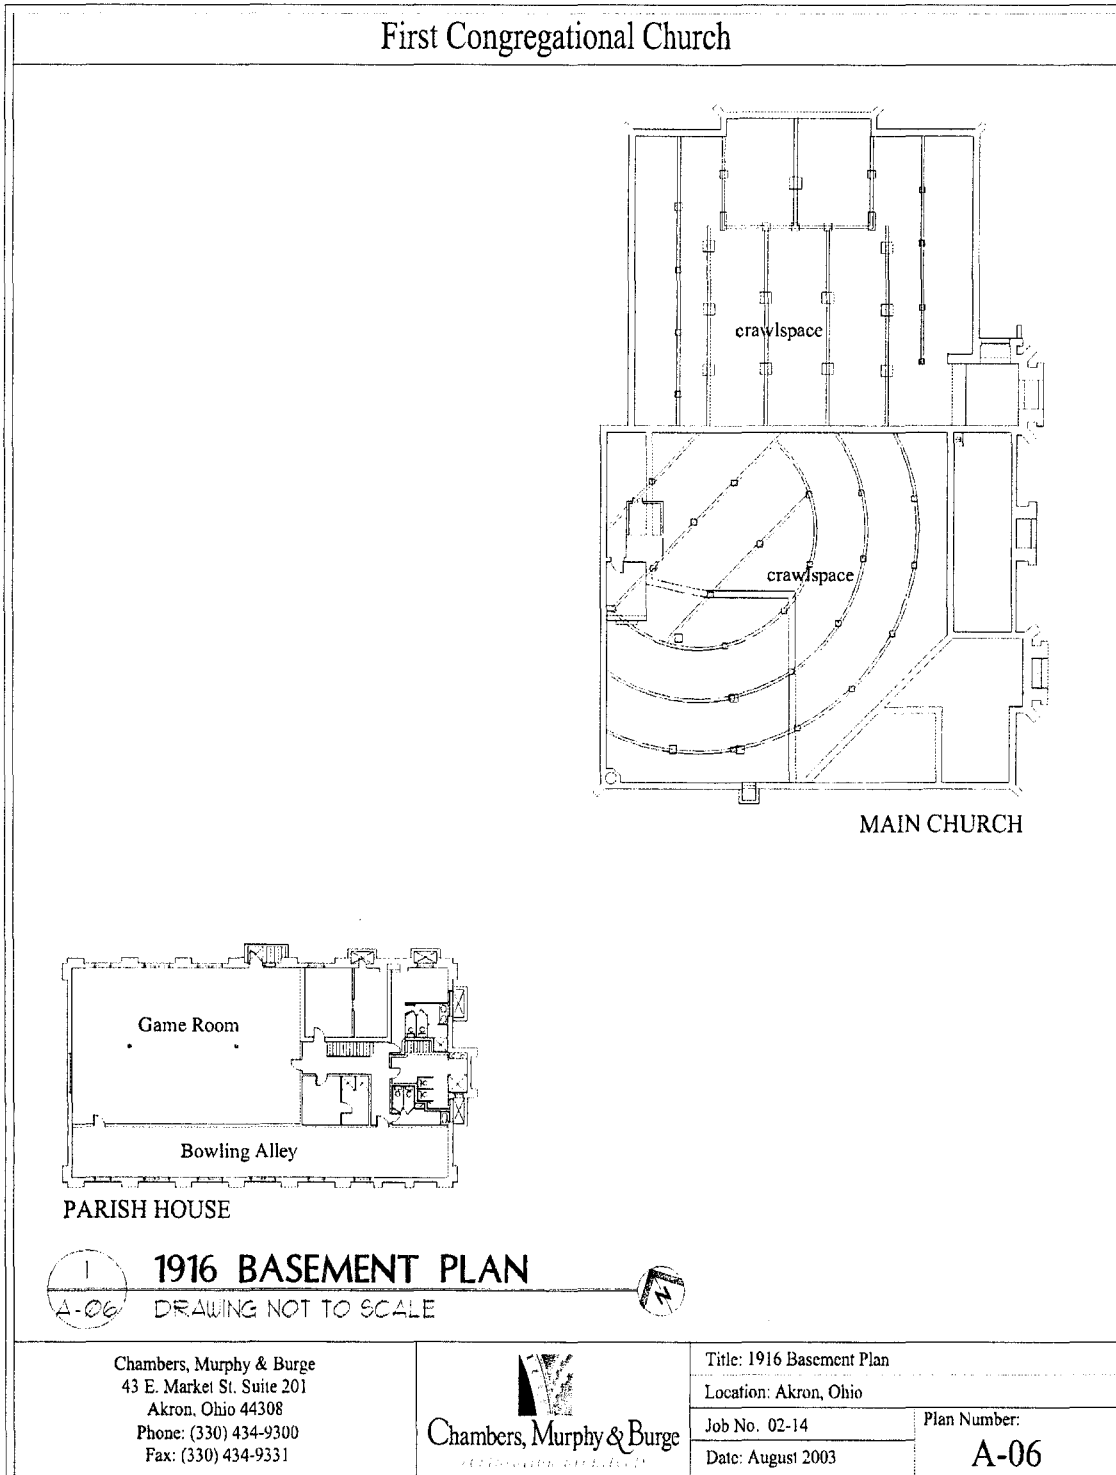 First Congregational Church
crawlspace
crawlspace
MAIN CHURCH
Game Room
Bowling Alley
PARISH HOUSE
1
A-06
1916 BASEMENT PLAN
DRAWING NOT TO SCALE
N
Chambers, Murphy & Burge
43 E. Market St. Suite 201
Akron, Ohio 44308
Phone: (330) 434-9300
Fax: (330) 434-9331
Chambers, Murphy & Burge
Title: 1916 Basement Plan
Location: Akron, Ohio
Job No. 02-14
Date: August 2003
Plan Number:
A-06